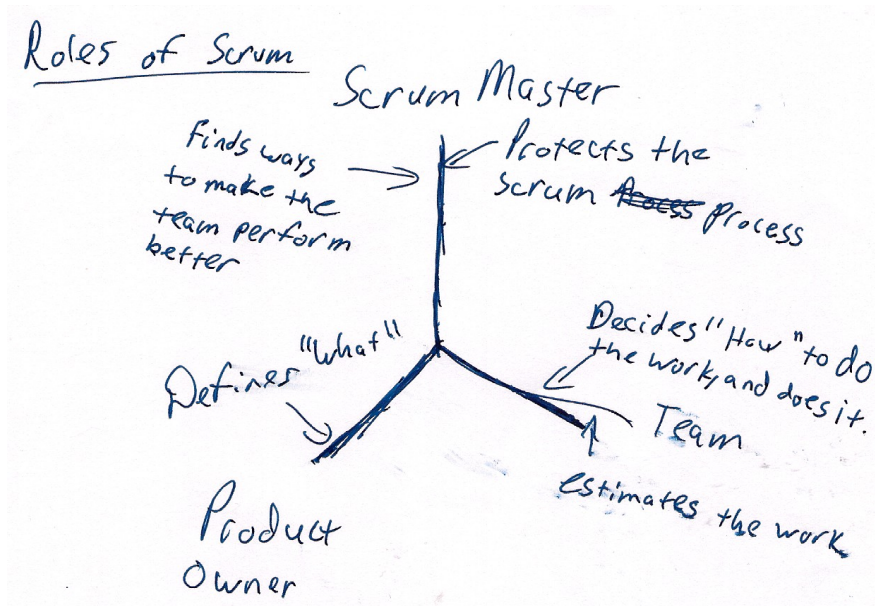 Roles of Scrum
Scrum Master
Finds ways
to make the
team perform
better
Protects the
scrum process
"What"
Defines
Decides "How" to do
the work, and does it.
Team
estimates the work
Product
Owner